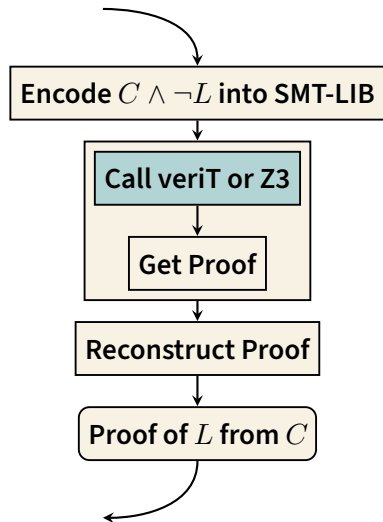 Encode C ∧ ¬L into SMT-LIB
Call veriT or Z3
Get Proof
Reconstruct Proof
Proof of L from C